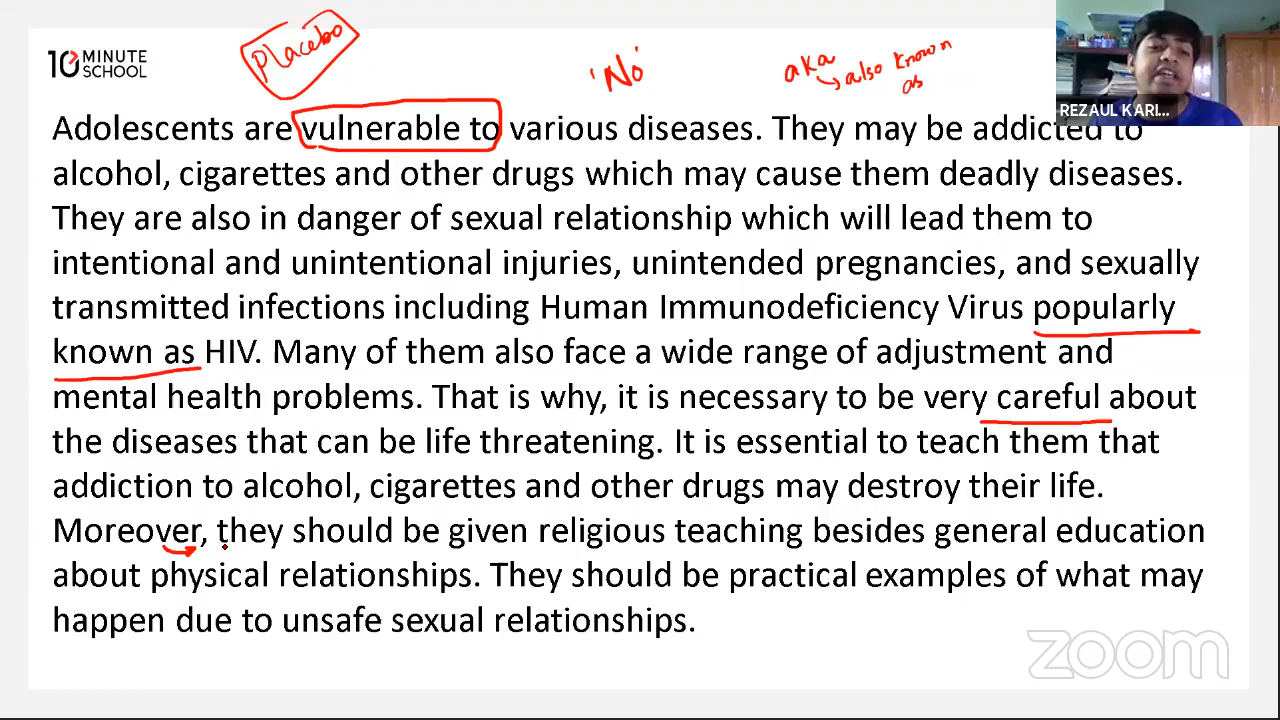 10 MINUTE SCHOOL
Placebo
'No'
aka
also known as
REZAUL KARI...
Adolescents are vulnerable to various diseases. They may be addicted to
alcohol, cigarettes and other drugs which may cause them deadly diseases.
They are also in danger of sexual relationship which will lead them to
intentional and unintentional injuries, unintended pregnancies, and sexually
transmitted infections including Human Immunodeficiency Virus popularly
known as HIV. Many of them also face a wide range of adjustment and
mental health problems. That is why, it is necessary to be very careful about
the diseases that can be life threatening. It is essential to teach them that
addiction to alcohol, cigarettes and other drugs may destroy their life.
Moreover, they should be given religious teaching besides general education
about physical relationships. They should be practical examples of what may
happen due to unsafe sexual relationships.
zoom